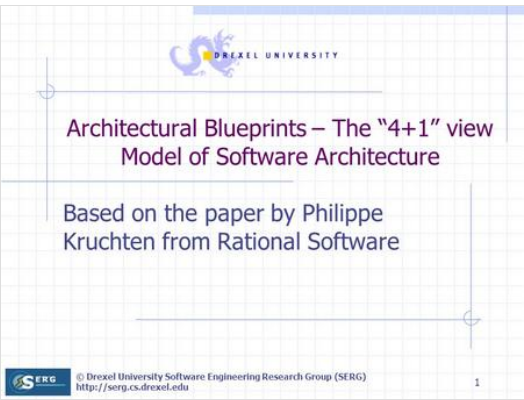 DREXEL UNIVERSITY
Architectural Blueprints – The “4+1” view
Model of Software Architecture
Based on the paper by Philippe
Kruchten from Rational Software
SERG
© Drexel University Software Engineering Research Group (SERG)
http://serg.cs.drexel.edu
1